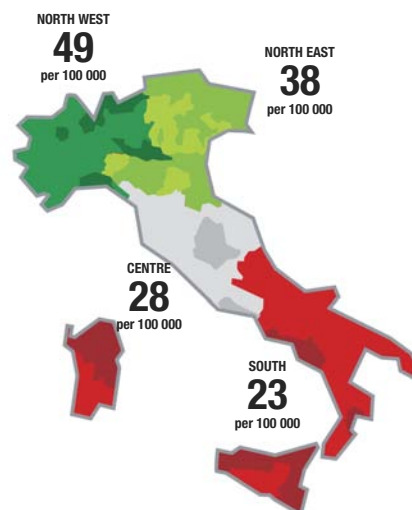 NORTH WEST
49
per 100 000
NORTH EAST
38
per 100 000
CENTRE
28
per 100 000
SOUTH
23
per 100 000